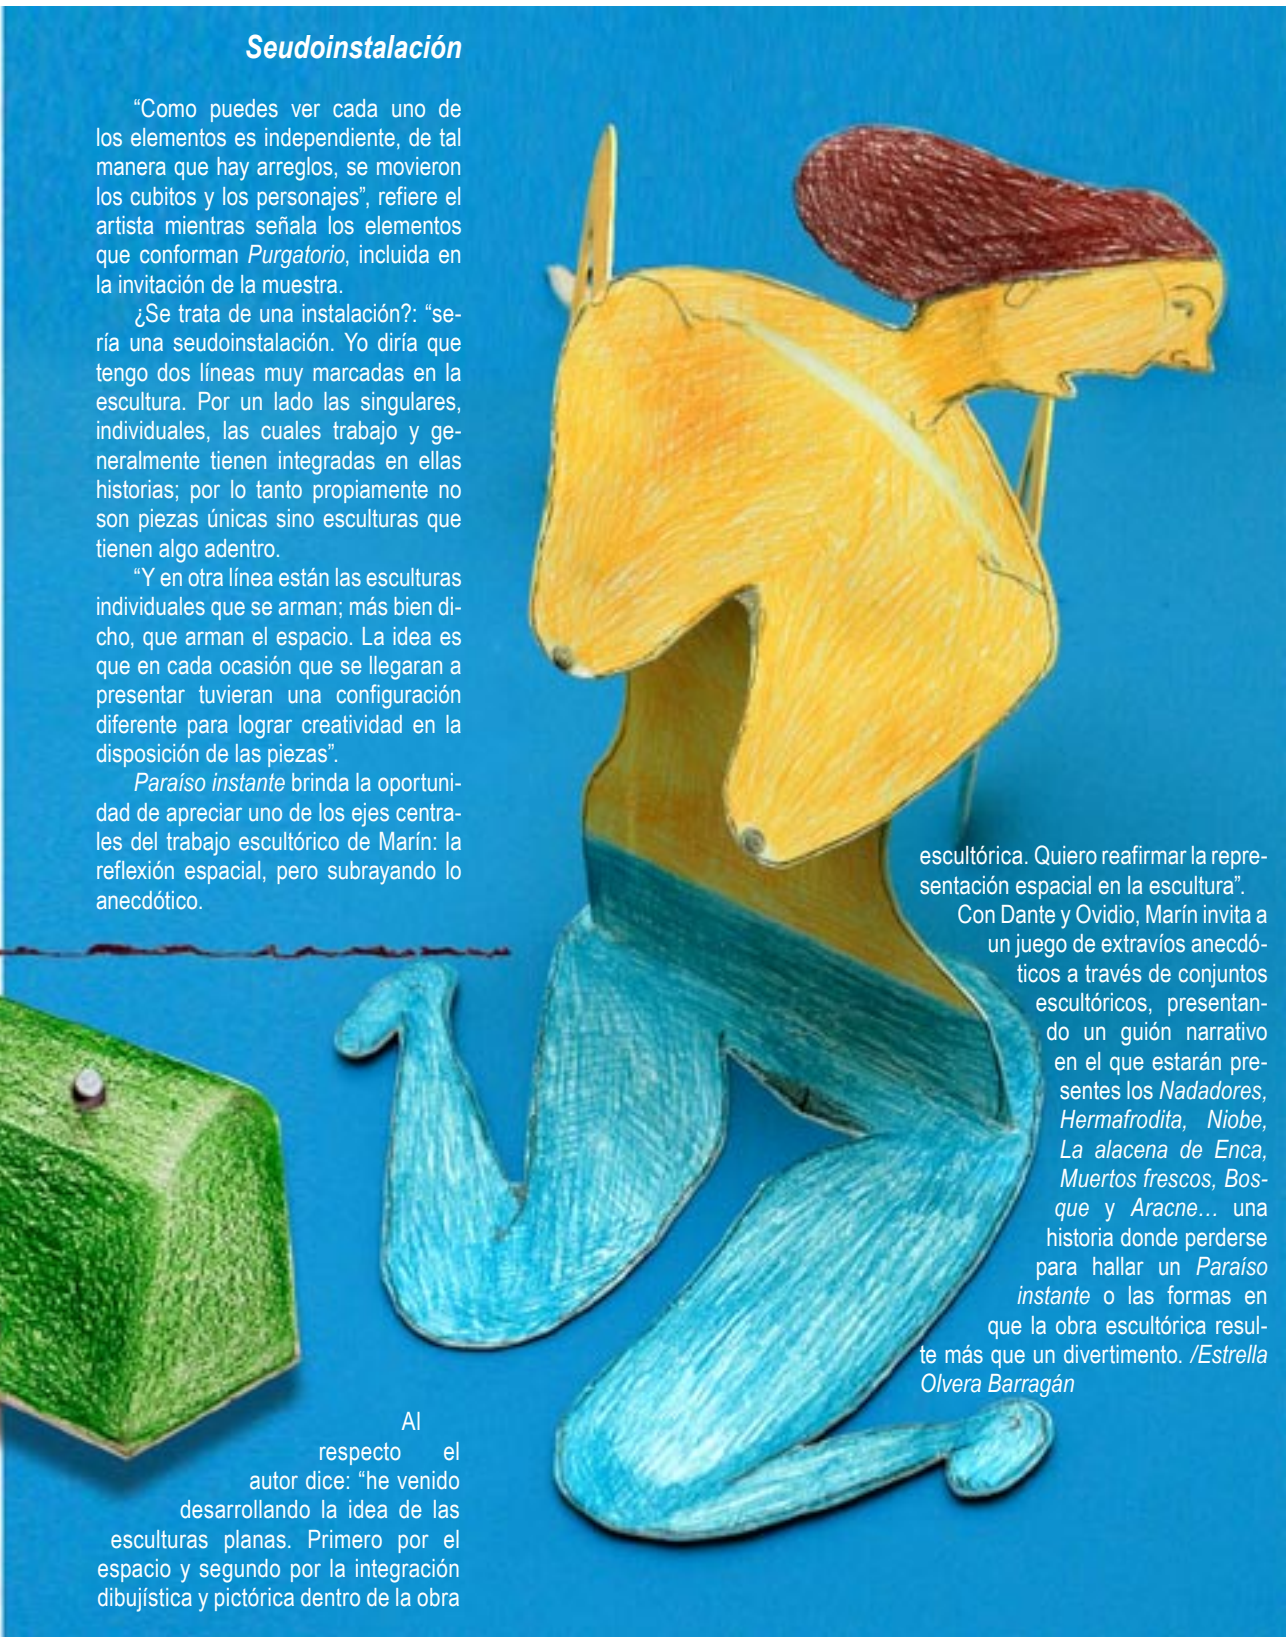 Seudoinstalación
“Como puedes ver cada uno de
los elementos es independiente, de tal
manera que hay arreglos, se movieron
los cubitos y los personajes”, refiere el
artista mientras señala los elementos
que conforman Purgatorio, incluida en
la invitación de la muestra.
¿Se trata de una instalación?: “se-
ría una seudoinstalación. Yo diría que
tengo dos líneas muy marcadas en la
escultura. Por un lado las singulares,
individuales, las cuales trabajo y ge-
neralmente tienen integradas en ellas
historias; por lo tanto propiamente no
son piezas únicas sino esculturas que
tienen algo adentro.
“Y en otra línea están las esculturas
individuales que se arman; más bien di-
cho, que arman el espacio. La idea es
que en cada ocasión que se llegaran a
presentar tuvieran una configuración
diferente para lograr creatividad en la
disposición de las piezas”.
Paraíso instante brinda la oportuni-
dad de apreciar uno de los ejes centra-
les del trabajo escultórico de Marín: la
reflexión espacial, pero subrayando lo
anecdótico.
Al
respecto el
autor dice: “he venido
desarrollando la idea de las
esculturas planas. Primero por el
espacio y segundo por la integración
dibujística y pictórica dentro de la obra
escultórica. Quiero reafirmar la repre-
sentación espacial en la escultura”.
Con Dante y Ovidio, Marín invita a
un juego de extravíos anecdó-
ticos a través de conjuntos
escultóricos, presentan-
do un guión narrativo
en el que estarán pre-
sentes los Nadadores,
Hermafrodita, Niobe,
La alacena de Enca,
Muertos frescos, Bos-
que y Aracne… una
historia donde perderse
para hallar un Paraíso
instante o las formas en
que la obra escultórica resul-
te más que un divertimento. /Estrella
Olvera Barragán